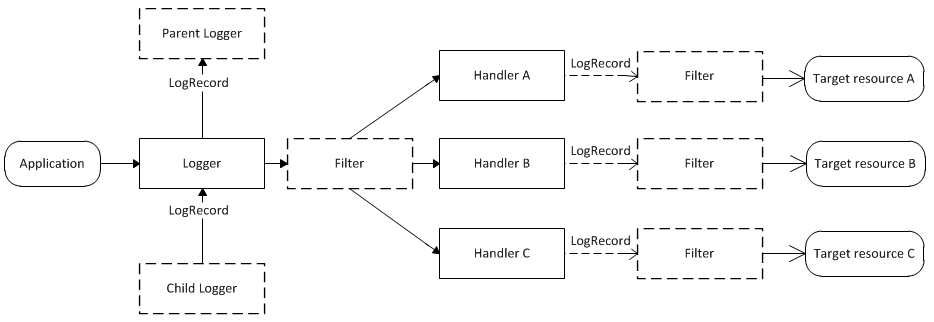 Parent Logger
LogRecord
Application
Logger
LogRecord
Child Logger
Filter
Handler A
LogRecord
Filter
Target resource A
Handler B
LogRecord
Filter
Target resource B
Handler C
LogRecord
Filter
Target resource C